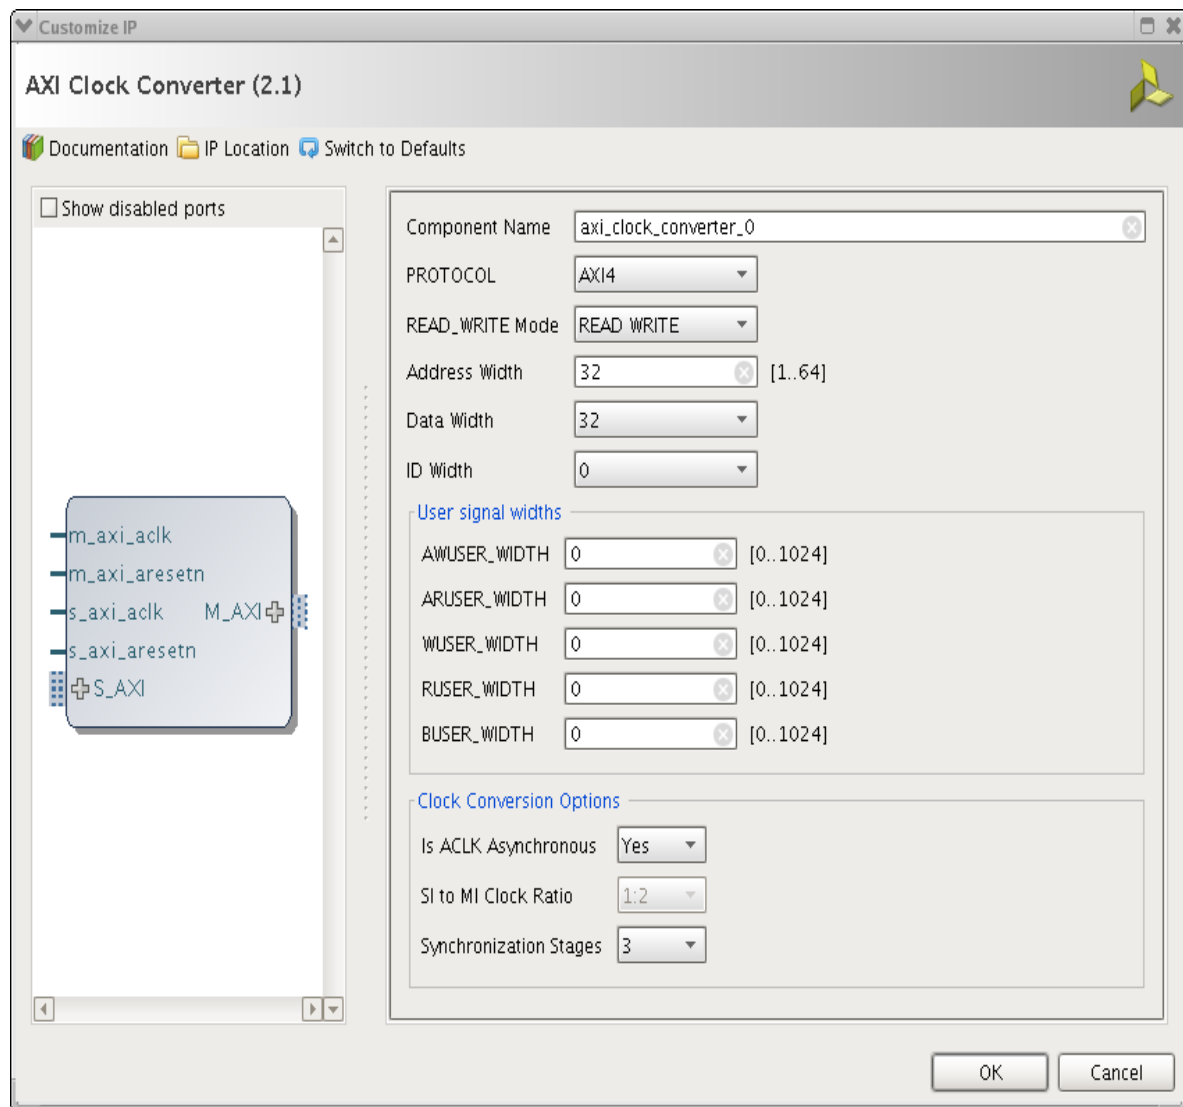 Customize IP
AXI Clock Converter (2.1)
Documentation IP Location Switch to Defaults
Show disabled ports
m_axi_aclk
m_axi_aresetn
s_axi_aclk M_AXI
s_axi_aresetn
S_AXI
Component Name axi_clock_converter_0
PROTOCOL AXI4
READ_WRITE Mode READ WRITE
Address Width 32 [1..64]
Data Width 32
ID Width 0
User signal widths
AWUSER_WIDTH 0 [0..1024]
ARUSER_WIDTH 0 [0..1024]
WUSER_WIDTH 0 [0..1024]
RUSER_WIDTH 0 [0..1024]
BUSER_WIDTH 0 [0..1024]
Clock Conversion Options
Is ACLK Asynchronous Yes
SI to MI Clock Ratio 1:2
Synchronization Stages 3
OK Cancel